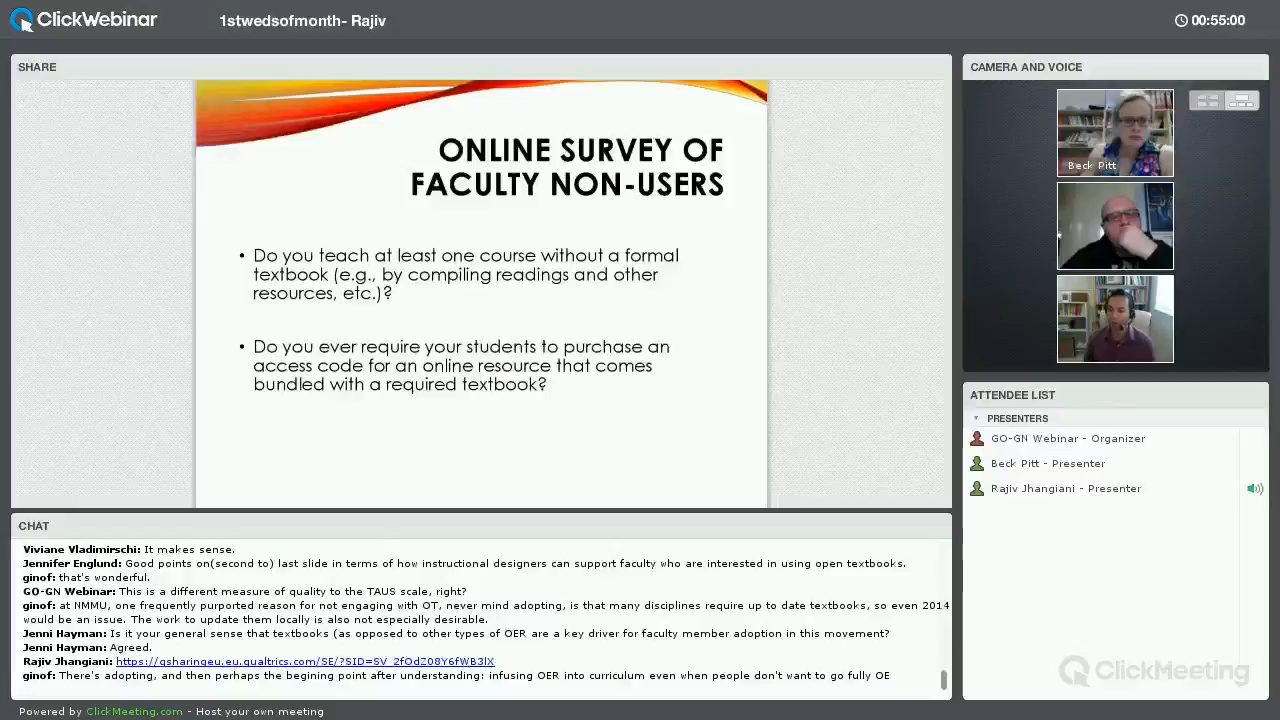 ClickWebinar
1stwedsofmonth- Rajiv
00:55:00
SHARE
ONLINE SURVEY OF
FACULTY NON-USERS
• Do you teach at least one course without a formal
textbook (e.g., by compiling readings and other
resources, etc.)?
• Do you ever require your students to purchase an
access code for an online resource that comes
bundled with a required textbook?
CAMERA AND VOICE
Beck Pitt
ATTENDEE LIST
PRESENTERS
GO-GN Webinar - Organizer
Beck Pitt - Presenter
Rajiv Jhangiani - Presenter
CHAT
Viviane Vladimirschi: It makes sense.
Jennifer Englund: Good points on(second to) last slide in terms of how instructional designers can support faculty who are interested in using open textbooks.
ginof: that's wonderful.
GO-GN Webinar: This is a different measure of quality to the TAUS scale, right?
ginof: at NMMU, one frequently purported reason for not engaging with OT, never mind adopting, is that many disciplines require up to date textbooks, so even 2014
would be an issue. The work to update them locally is also not especially desirable.
Jenni Hayman: Is it your general sense that textbooks (as opposed to other types of OER are a key driver for faculty member adoption in this movement?
Jenni Hayman: Agreed.
Rajiv Jhangiani: https://qsharingeu.eu.qualtrics.com/SE/?SID=SV_2fOdZ08Y6fWB3lX
ginof: There's adopting, and then perhaps the begining point after understanding: infusing OER into curriculum even when people don't want to go fully OE
ClickMeeting
Powered by ClickMeeting.com - Host your own meeting